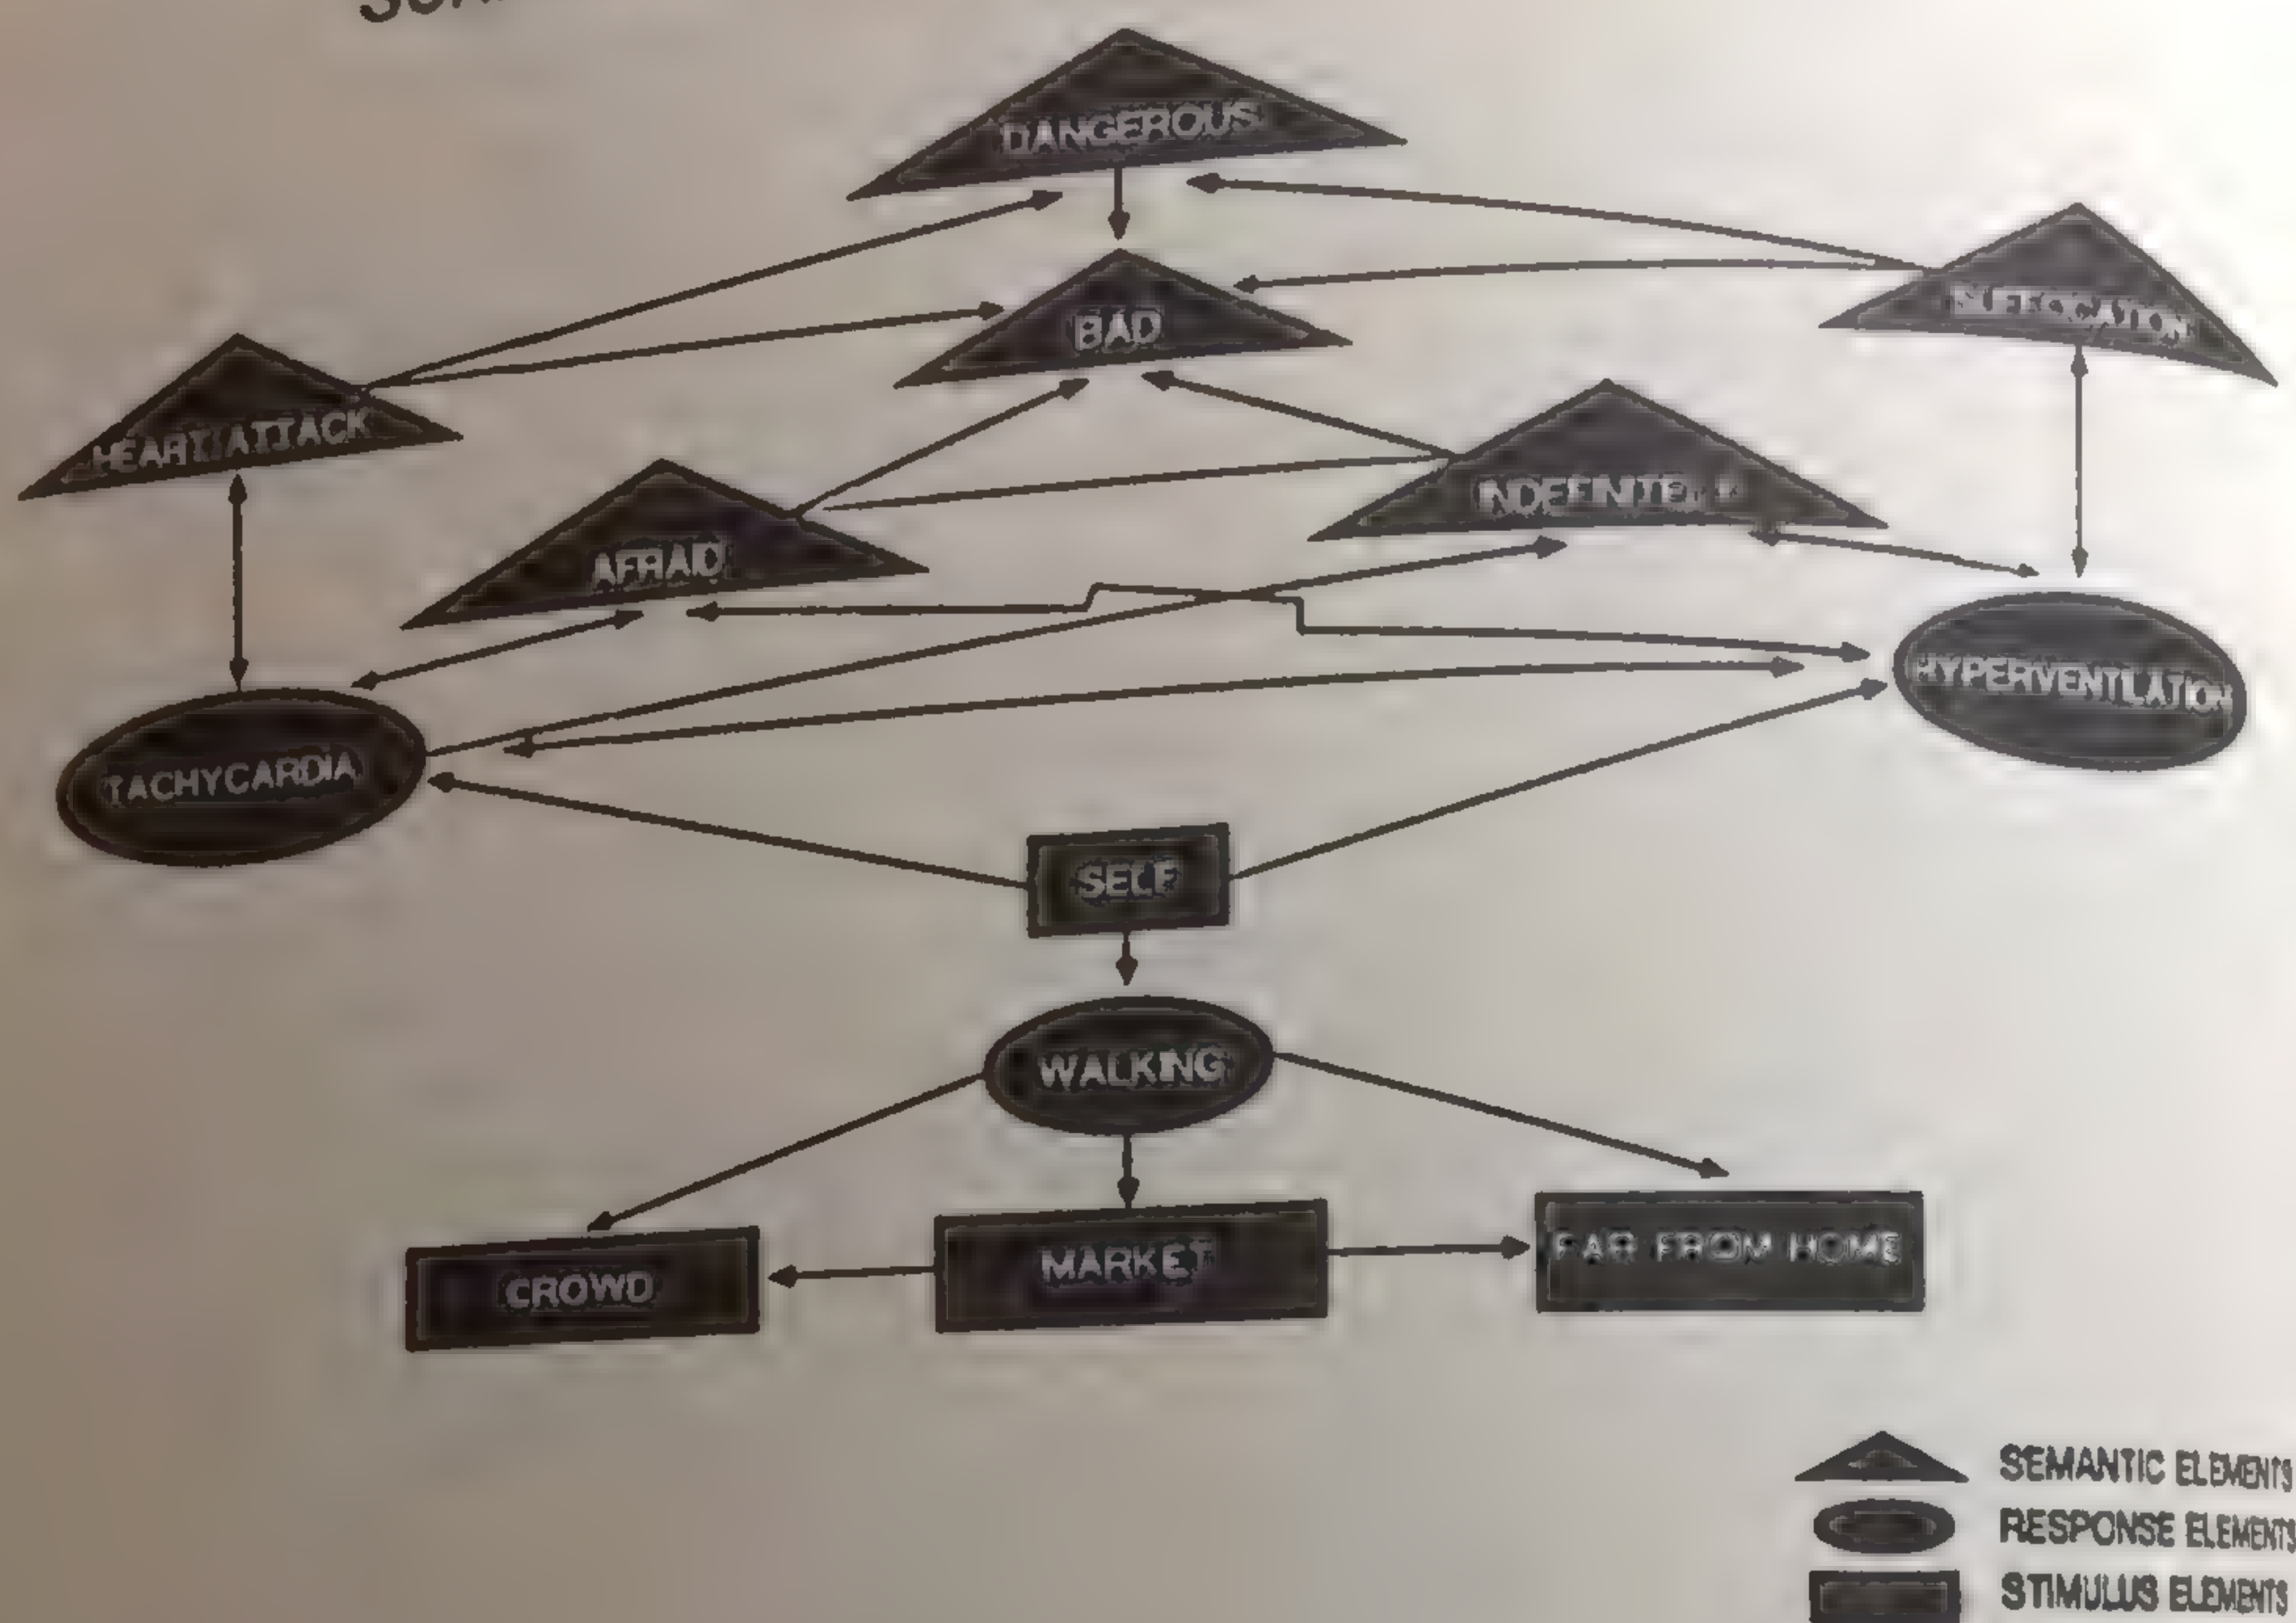 DANGEROUS
BAD
HEART ATTACK
AFRAID
TACHYCARDIA
HYPERVENTILATION
SELF
WALKING
CROWD
MARKET
FAR FROM HOME
SEMANTIC ELEMENTS
RESPONSE ELEMENTS
STIMULUS ELEMENTS